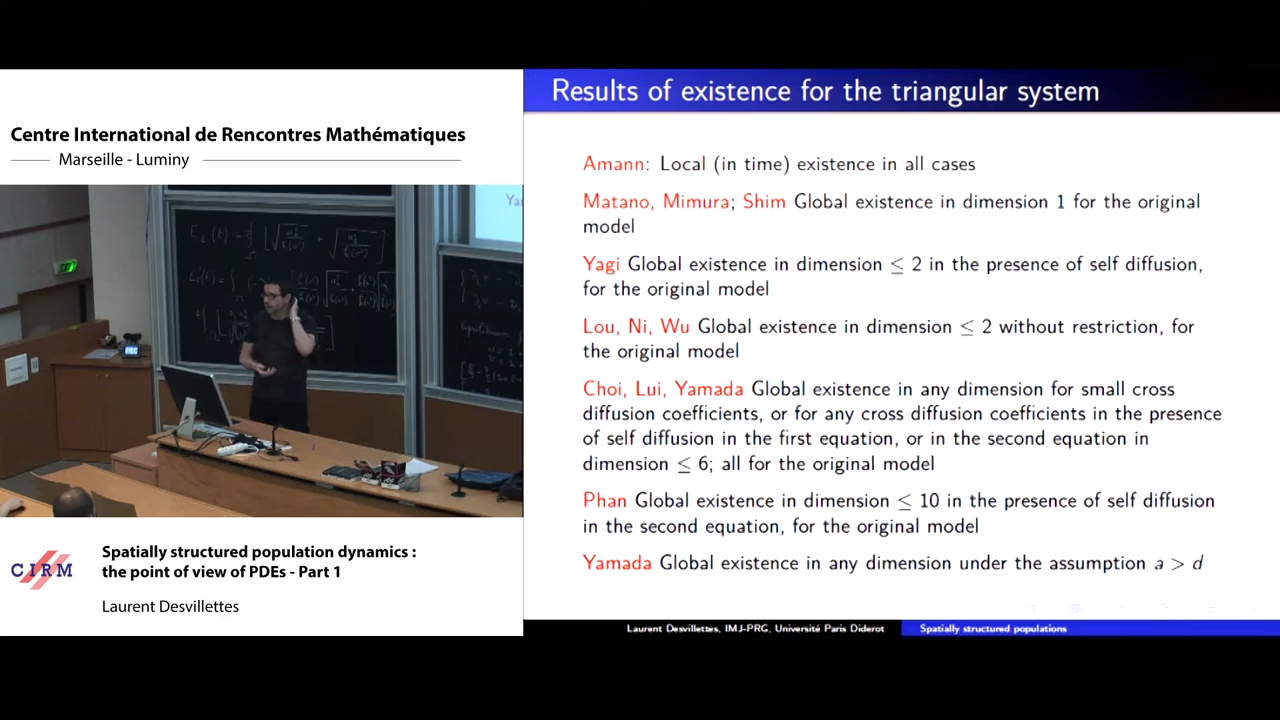 Centre International de Rencontres Mathématiques
Marseille - Luminy
CIRM
Spatially structured population dynamics :
the point of view of PDEs - Part 1
Laurent Desvillettes
Results of existence for the triangular system
Amann: Local (in time) existence in all cases
Matano, Mimura; Shim Global existence in dimension 1 for the original
model
Yagi Global existence in dimension ≤ 2 in the presence of self diffusion,
for the original model
Lou, Ni, Wu Global existence in dimension ≤ 2 without restriction, for
the original model
Choi, Lui, Yamada Global existence in any dimension for small cross
diffusion coefficients, or for any cross diffusion coefficients in the presence
of self diffusion in the first equation, or in the second equation in
dimension ≤ 6; all for the original model
Phan Global existence in dimension ≤ 10 in the presence of self diffusion
in the second equation, for the original model
Yamada Global existence in any dimension under the assumption a > d
Laurent Desvillettes, IMJ-PRG, Université Paris Diderot
Spatially structured populations